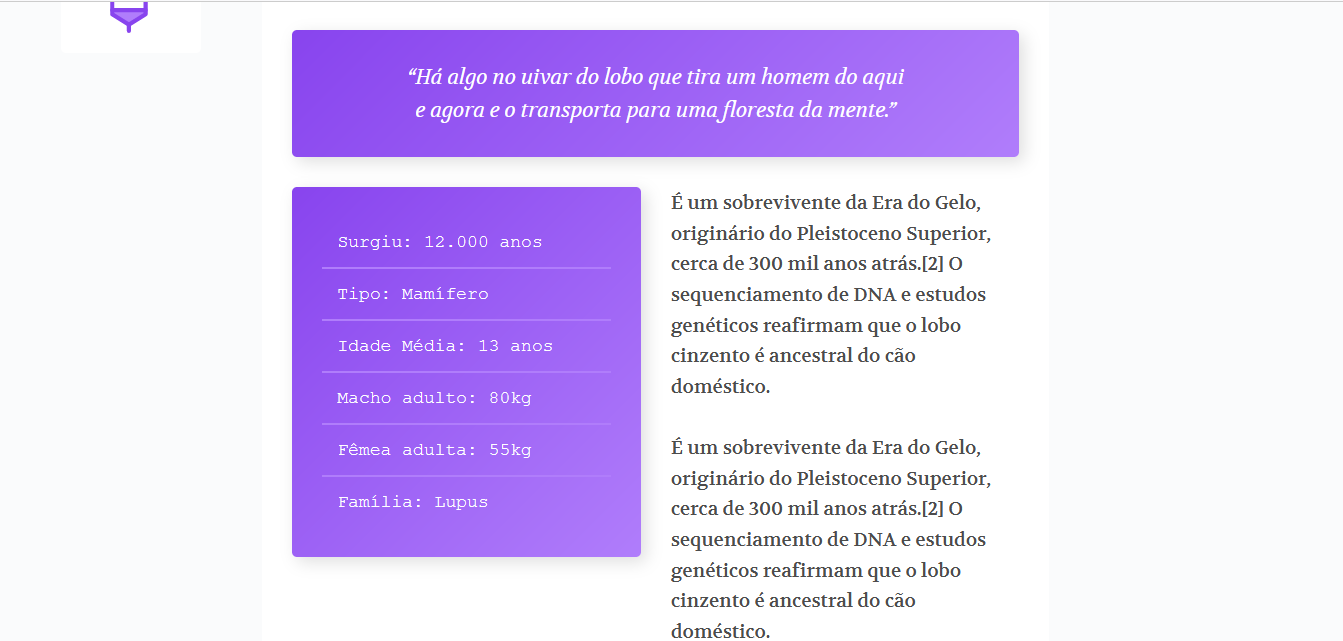 “Há algo no uivar do lobo que tira um homem do aqui
e agora e o transporta para uma floresta da mente.”
Surgiu: 12.000 anos
Tipo: Mamífero
Idade Média: 13 anos
Macho adulto: 80kg
Fêmea adulta: 55kg
Família: Lupus
É um sobrevivente da Era do Gelo,
originário do Pleistoceno Superior,
cerca de 300 mil anos atrás.[2] O
sequenciamento de DNA e estudos
genéticos reafirmam que o lobo
cinzento é ancestral do cão
doméstico.
É um sobrevivente da Era do Gelo,
originário do Pleistoceno Superior,
cerca de 300 mil anos atrás.[2] O
sequenciamento de DNA e estudos
genéticos reafirmam que o lobo
cinzento é ancestral do cão
doméstico.